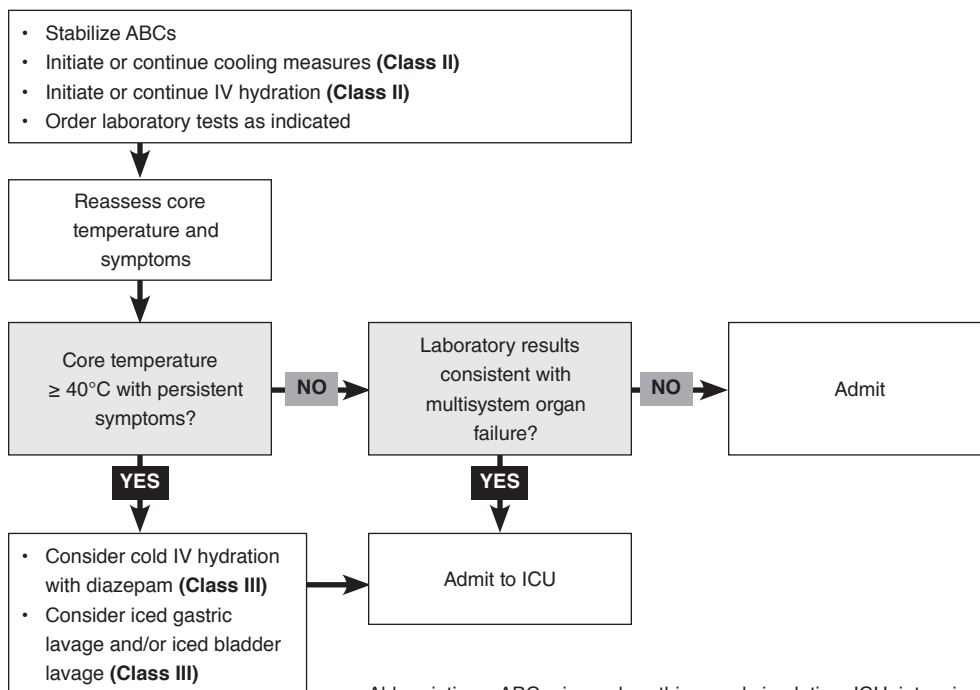 • Stabilize ABCs
• Initiate or continue cooling measures (Class II)
• Initiate or continue IV hydration (Class II)
• Order laboratory tests as indicated
Reassess core
temperature and
symptoms
Core temperature
≥ 40°C with persistent
symptoms?
NO
Laboratory results
consistent with
multisystem organ
failure?
NO
Admit
YES
YES
• Consider cold IV hydration
with diazepam (Class III)
• Consider iced gastric
lavage and/or iced bladder
lavage (Class III)
Admit to ICU